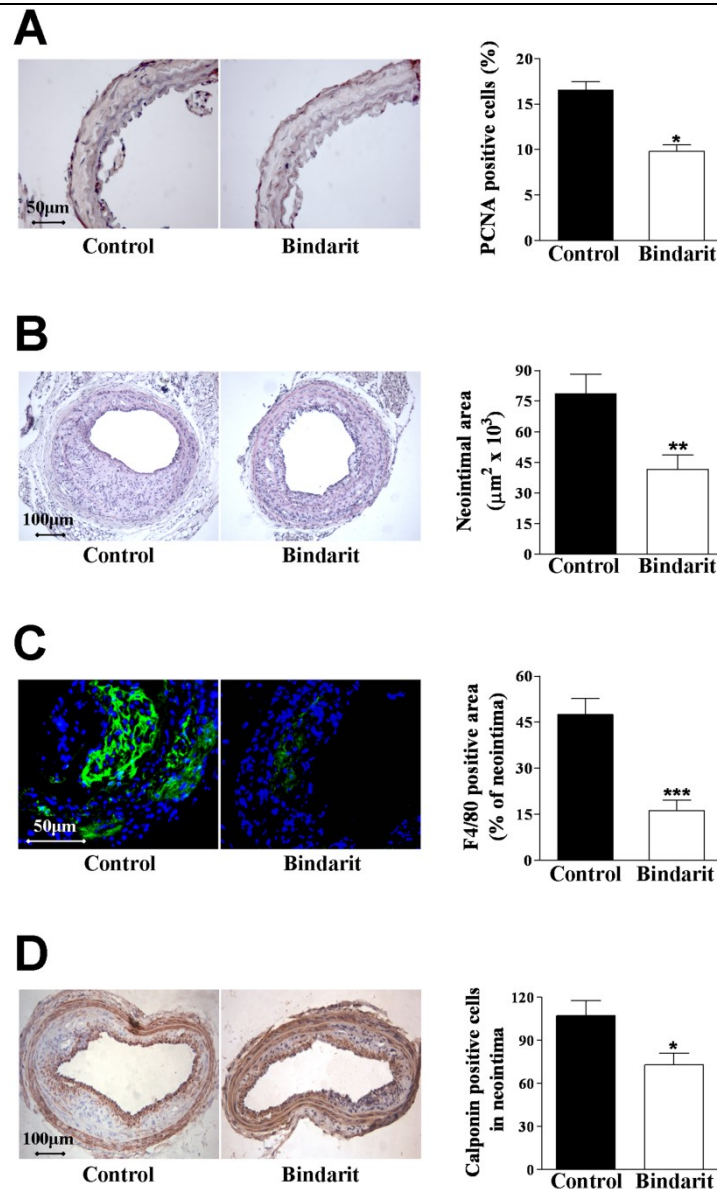 A
50μm
Control
Bindarit
PCNA positive cells (%)
20
15
10
5
0
*
Control
Bindarit
B
100μm
Control
Bindarit
Neointimal area
(μm² x 10³)
90
75
60
45
30
15
0
**
Control
Bindarit
C
50μm
Control
Bindarit
F4/80 positive area
(% of neointima)
60
45
30
15
0
***
Control
Bindarit
D
100μm
Control
Bindarit
Calponin positive cells
in neointima
120
90
60
30
0
*
Control
Bindarit